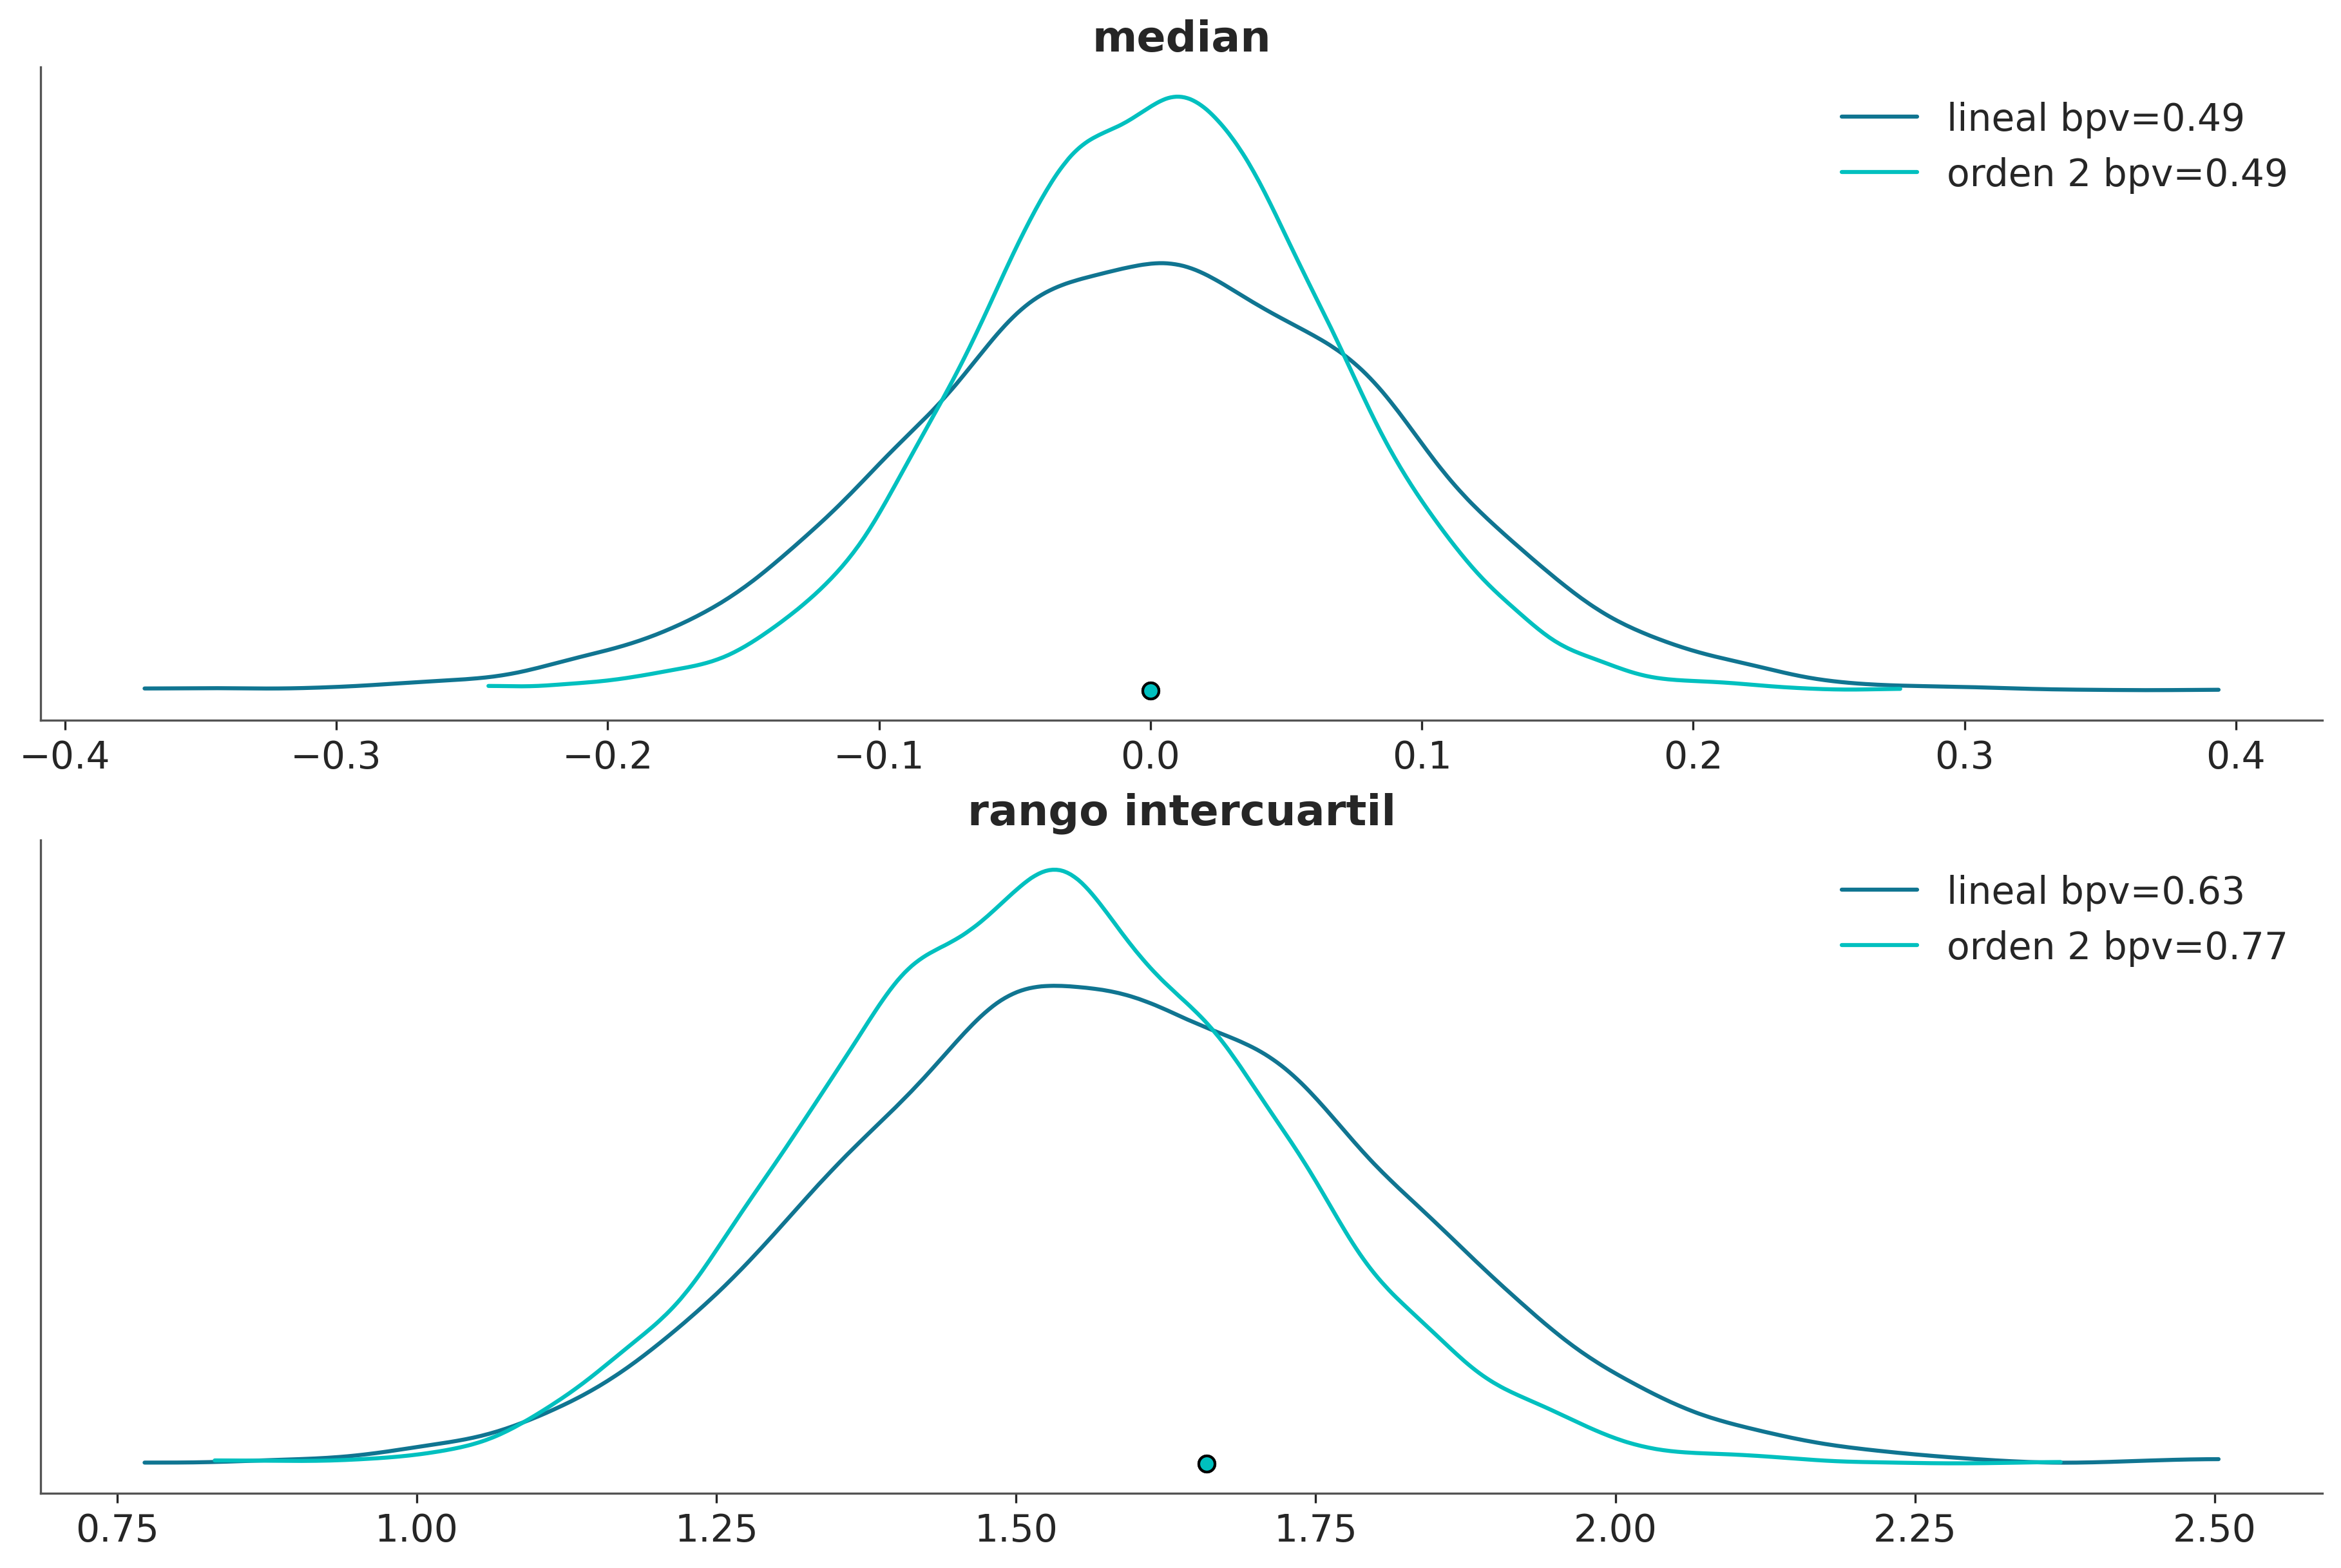 median
lineal bpv=0.49
orden 2 bpv=0.49
−0.4 −0.3 −0.2 −0.1 0.0 0.1 0.2 0.3 0.4
rango intercuartil
lineal bpv=0.63
orden 2 bpv=0.77
0.75 1.00 1.25 1.50 1.75 2.00 2.25 2.50